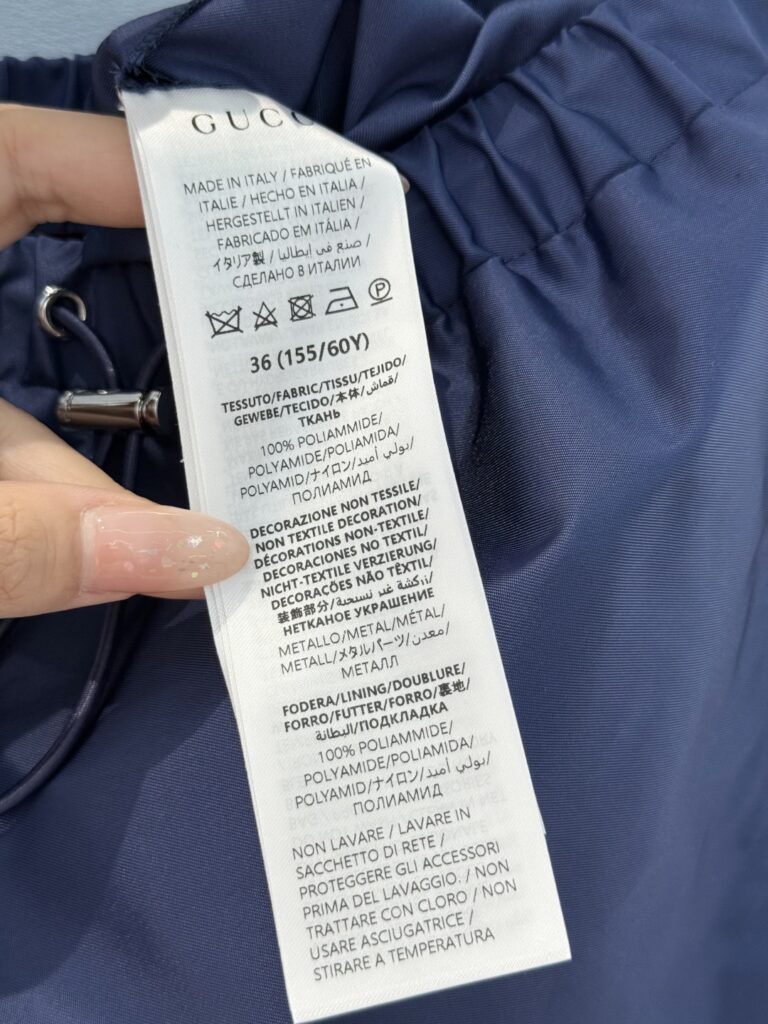 GUCCI
MADE IN ITALY / FABRIQUÉ EN
ITALIE / HECHO EN ITALIA /
HERGESTELLT IN ITALIEN /
FABRICADO EM ITÁLIA /
イタリア製 / صنع في إيطاليا /
СДЕЛАНО В ИТАЛИИ
P
36 (155/60Y)
TESSUTO/FABRIC/TISSU/TEJIDO/
GEWEBE/TECIDO/本体/قماش/
ТКАНЬ
100% POLIAMMIDE/
POLYAMIDE/POLIAMIDA/
POLYAMID/ナイロン/بولي أميد/
ПОЛИАМИД
DECORAZIONE NON TESSILE/
NON TEXTILE DECORATION/
DÉCORATIONS NON-TEXTILE/
DECORACIONES NO TEXTIL/
NICHT-TEXTILE VERZIERUNG/
DECORAÇÕES NÃO TÊXTIL/
装飾部分/زركشة غير نسيجية/
НЕТКАНОЕ УКРАШЕНИЕ
METALLO/METAL/MÉTAL/
METALL/メタルパーツ/معدن/
МЕТАЛЛ
FODERA/LINING/DOUBLURE/
FORRO/FUTTER/FORRO/裏地/
البطانة/ПОДКЛАДКА
100% POLIAMMIDE/
POLYAMIDE/POLIAMIDA/
POLYAMID/ナイロン/بولي أميد/
ПОЛИАМИД
NON LAVARE / LAVARE IN
SACCHETTO DI RETE /
PROTEGGERE GLI ACCESSORI
PRIMA DEL LAVAGGIO. / NON
TRATTARE CON CLORO / NON
USARE ASCIUGATRICE /
STIRARE A TEMPERATURA